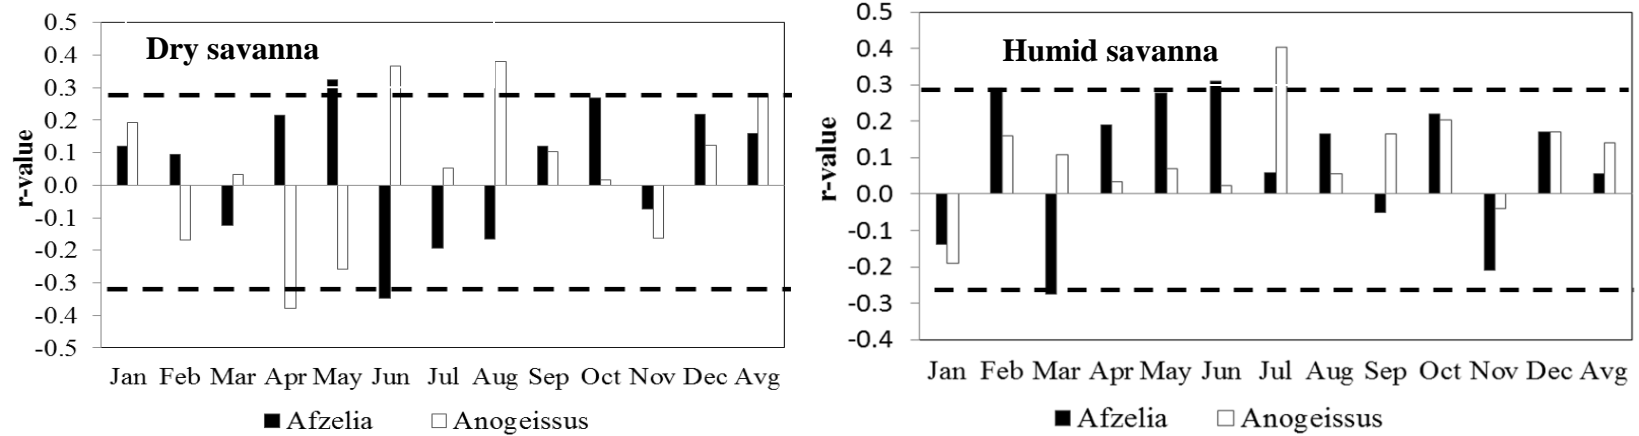 Dry savanna
r-value
0.5
0.4
0.3
0.2
0.1
0.0
-0.1
-0.2
-0.3
-0.4
-0.5
Jan Feb Mar Apr May Jun Jul Aug Sep Oct Nov Dec Avg
Afzelia Anogeissus
Humid savanna
r-value
0.5
0.4
0.3
0.2
0.1
0.0
-0.1
-0.2
-0.3
-0.4
Jan Feb Mar Apr May Jun Jul Aug Sep Oct Nov Dec Avg
Afzelia Anogeissus